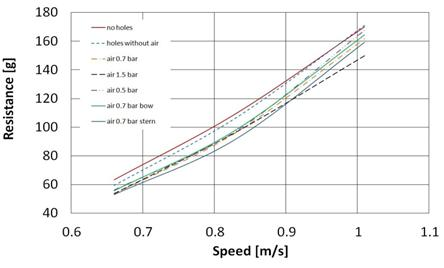 180
160
140
120
100
80
60
40
Resistance [g]
no holes
holes without air
air 0.7 bar
air 1.5 bar
air 0.5 bar
air 0.7 bar bow
air 0.7 bar stern
0.6 0.7 0.8 0.9 1 1.1
Speed [m/s]